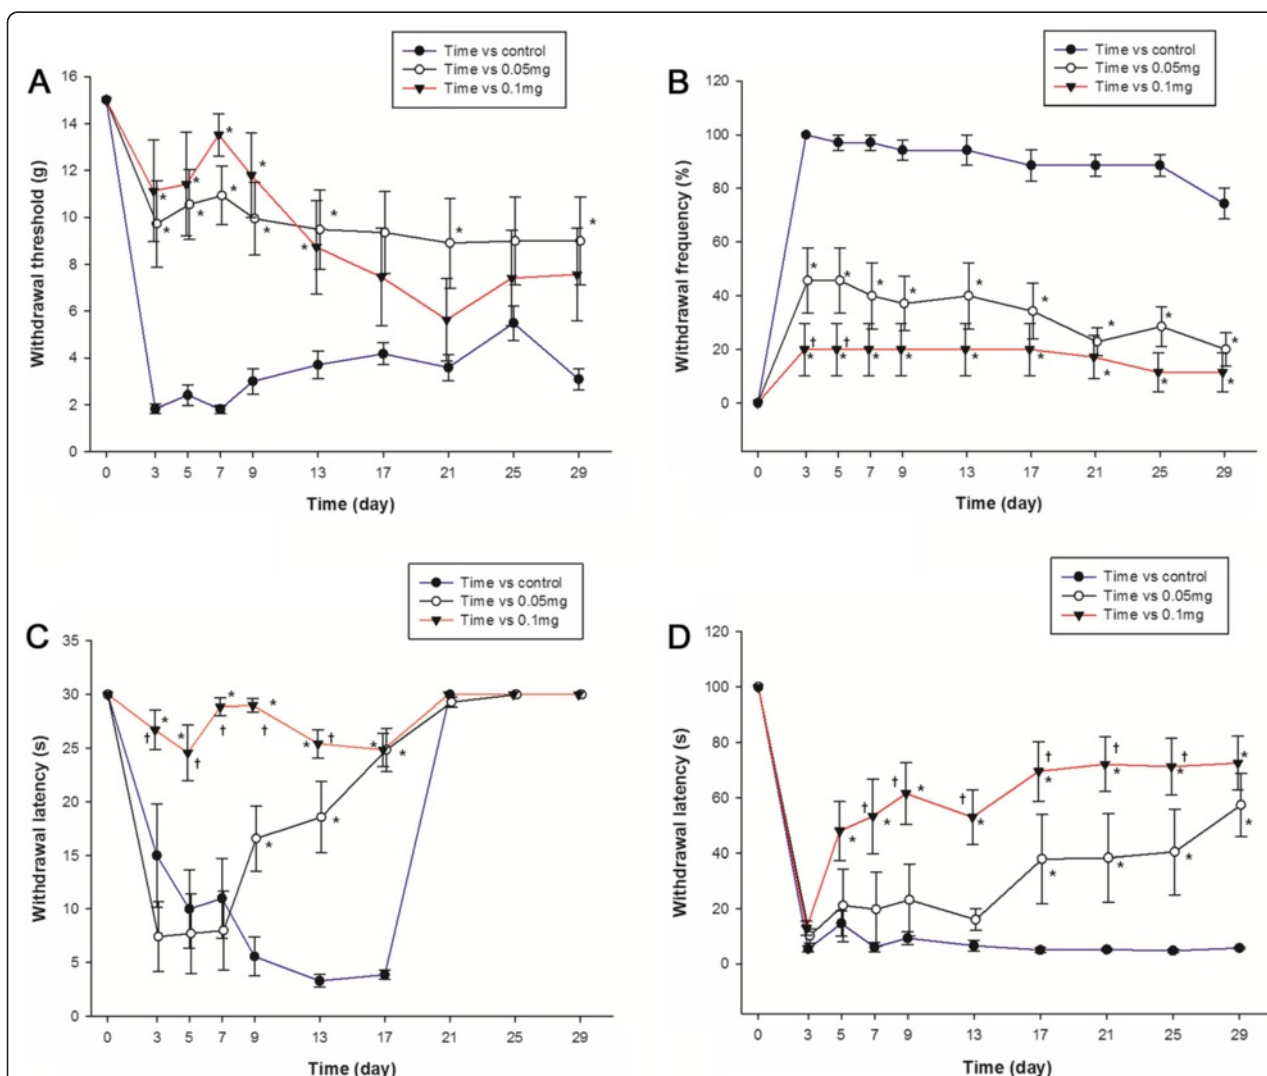 A
Time vs control
Time vs 0.05mg
Time vs 0.1mg
Withdrawal threshold (g)
16
14
12
10
8
6
4
2
0
* * * *
* * * * * * * *
0 3 5 7 9 13 17 21 25 29
Time (day)
B
Time vs control
Time vs 0.05mg
Time vs 0.1mg
Withdrawal frequency (%)
120
100
80
60
40
20
0
* * * * * * * * *
† †
* * * * * * * * *
0 3 5 7 9 13 17 21 25 29
Time (day)
C
Time vs control
Time vs 0.05mg
Time vs 0.1mg
Withdrawal latency (s)
35
30
25
20
15
10
5
0
* * * * * *
† † † † †
* * *
0 3 5 7 9 13 17 21 25 29
Time (day)
D
Time vs control
Time vs 0.05mg
Time vs 0.1mg
Withdrawal latency (s)
120
100
80
60
40
20
0
† † † † † †
* * * * * * * *
* * * *
0 3 5 7 9 13 17 21 25 29
Time (day)